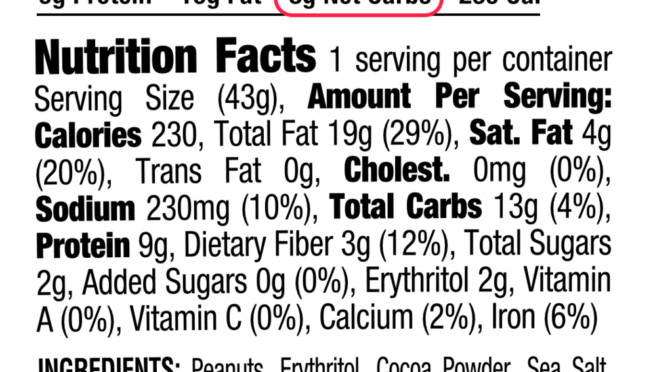 Nutrition Facts 1 serving per container
Serving Size (43g), Amount Per Serving:
Calories 230, Total Fat 19g (29%), Sat. Fat 4g
(20%), Trans Fat 0g, Cholest. 0mg (0%),
Sodium 230mg (10%), Total Carbs 13g (4%),
Protein 9g, Dietary Fiber 3g (12%), Total Sugars
2g, Added Sugars 0g (0%), Erythritol 2g, Vitamin
A (0%), Vitamin C (0%), Calcium (2%), Iron (6%)
INGREDIENTS: Peanuts, Erythritol, Cocoa Powder, Sea Salt,